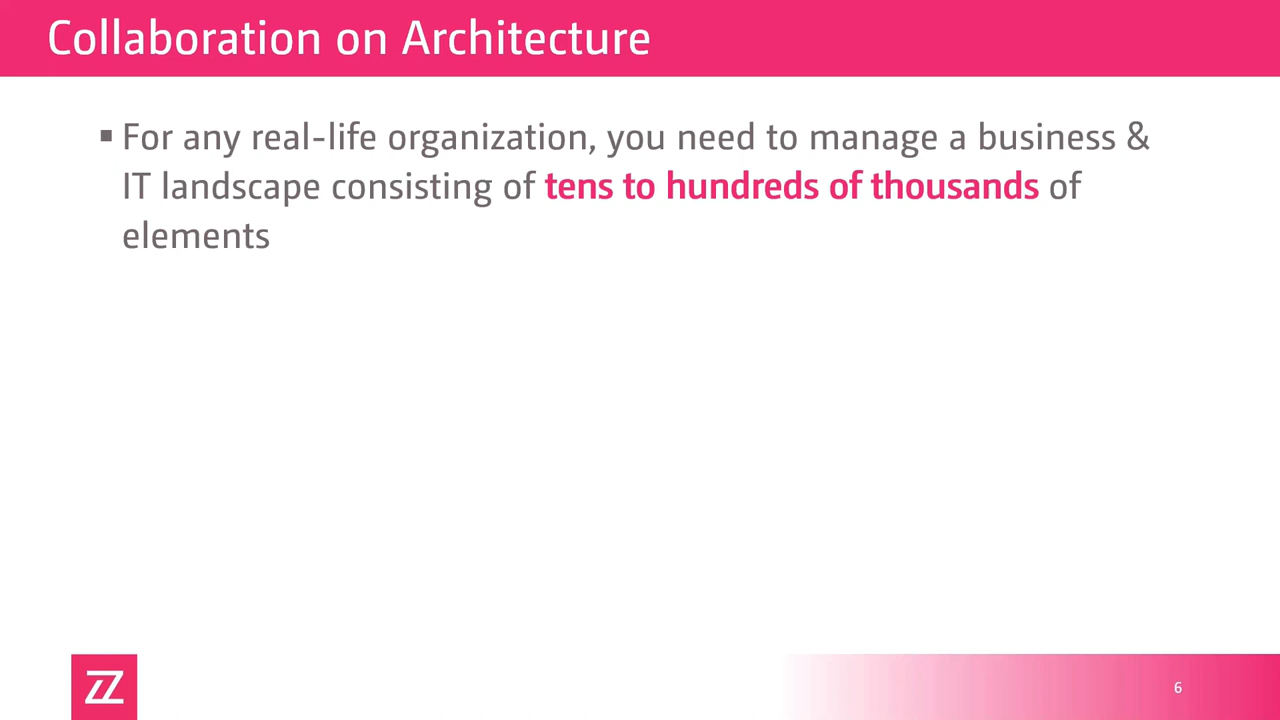 Collaboration on Architecture
▪ For any real-life organization, you need to manage a business &
IT landscape consisting of tens to hundreds of thousands of
elements
ZZ
6